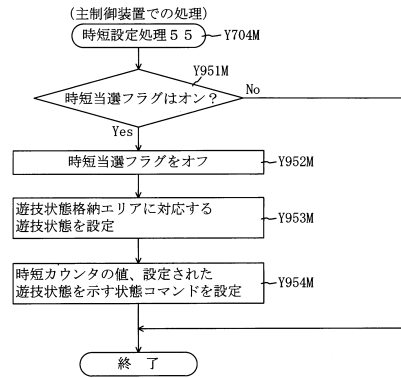 (主制御装置での処理)
時短設定処理55
Y704M
Y951M
時短当選フラグはオン?
No
Yes
時短当選フラグをオフ
Y952M
遊技状態格納エリアに対応する
遊技状態を設定
Y953M
時短カウンタの値、設定された
遊技状態を示す状態コマンドを設定
Y954M
終 了